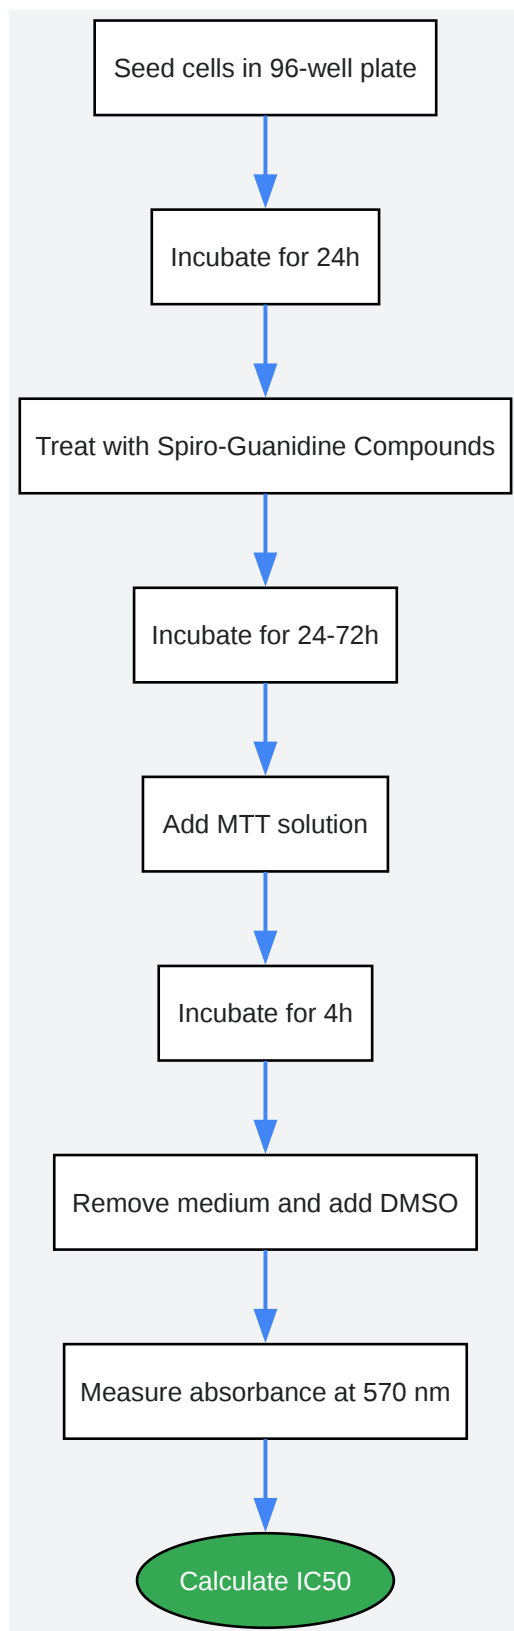 Seed cells in 96-well plate
Incubate for 24h
Treat with Spiro-Guanidine Compounds
Incubate for 24-72h
Add MTT solution
Incubate for 4h
Remove medium and add DMSO
Measure absorbance at 570 nm
Calculate IC50